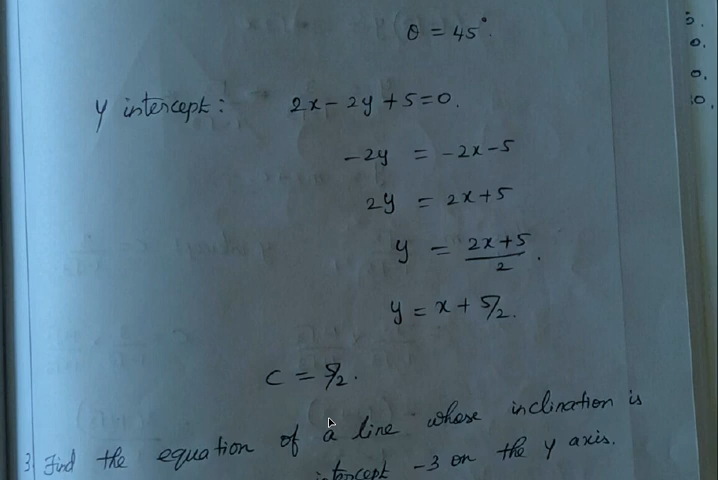 θ = 45°.
y intercept: 2x - 2y + 5 = 0.
-2y = -2x - 5
2y = 2x + 5
y = 2x + 5 / 2.
y = x + 5/2.
C = 5/2.
3. Find the equation of a line whose inclination is
intercept -3 on the y axis.